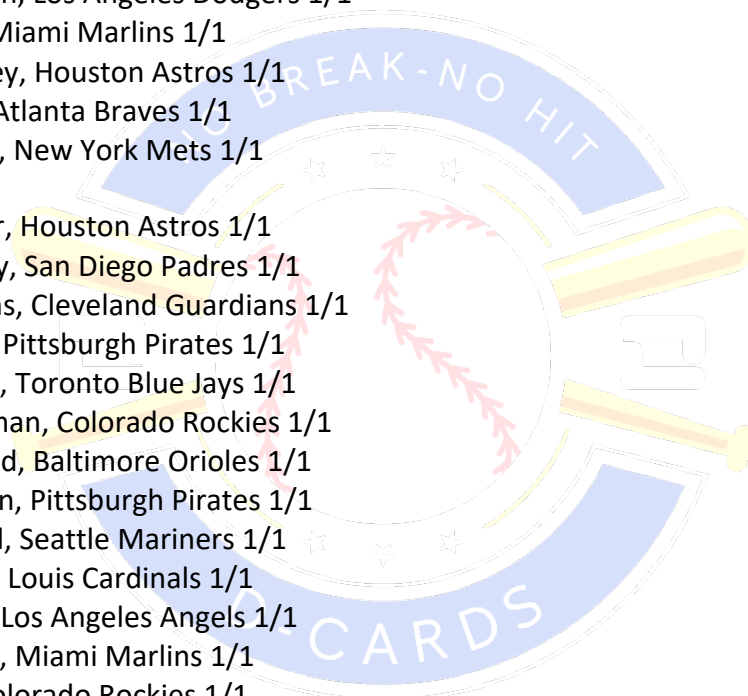 Los Angeles Dodgers 1/1
Miami Marlins 1/1
Houston Astros 1/1
Atlanta Braves 1/1
, New York Mets 1/1
, Houston Astros 1/1
, San Diego Padres 1/1
, Cleveland Guardians 1/1
Pittsburgh Pirates 1/1
, Toronto Blue Jays 1/1
, Colorado Rockies 1/1
, Baltimore Orioles 1/1
, Pittsburgh Pirates 1/1
, Seattle Mariners 1/1
Louis Cardinals 1/1
Los Angeles Angels 1/1
, Miami Marlins 1/1
Colorado Rockies 1/1
NO BREAK-NO HIT
D-CARDS